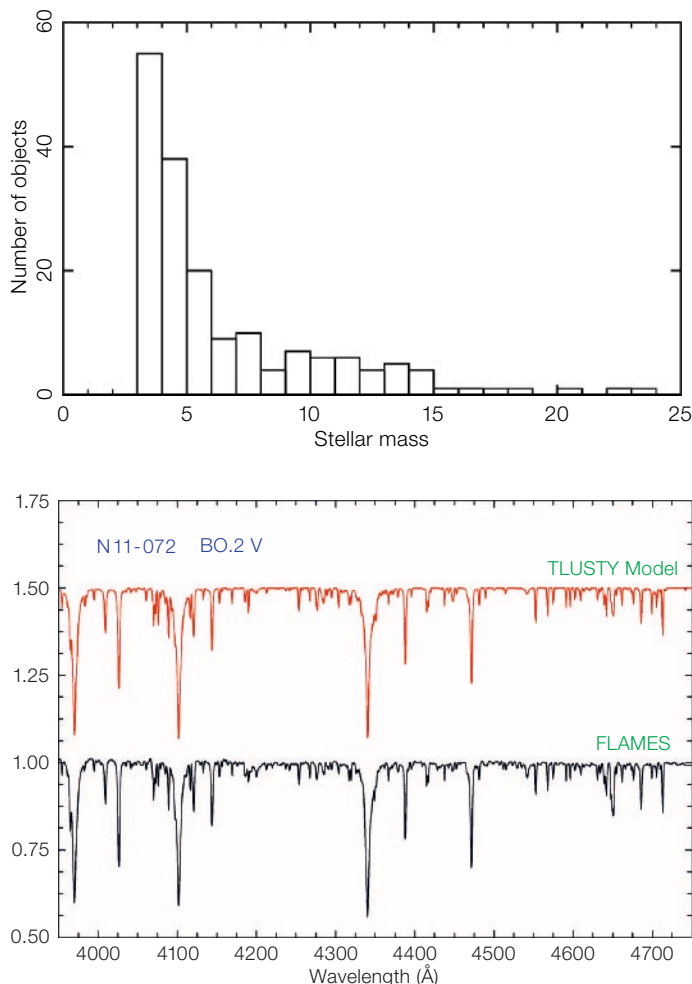 60
40
20
0
Number of objects
0 5 10 15 20 25
Stellar mass
1.75
N11-072 BO.2 V
TLUSTY Model
1.50
1.25
FLAMES
1.00
0.75
0.50
4000 4100 4200 4300 4400 4500 4600 4700
Wavelength (Å)